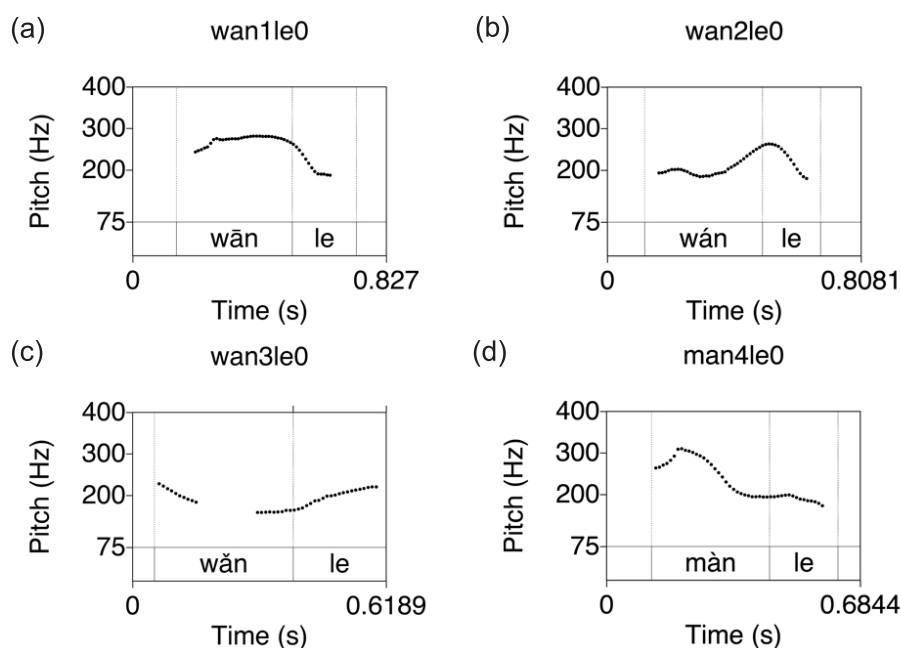 (a)
wan1le0
400
300
200
75
Pitch (Hz)
wān
le
0
0.827
Time (s)
(b)
wan2le0
400
300
200
75
Pitch (Hz)
wán
le
0
0.8081
Time (s)
(c)
wan3le0
400
300
200
75
Pitch (Hz)
wǎn
le
0
0.6189
Time (s)
(d)
man4le0
400
300
200
75
Pitch (Hz)
màn
le
0
0.6844
Time (s)